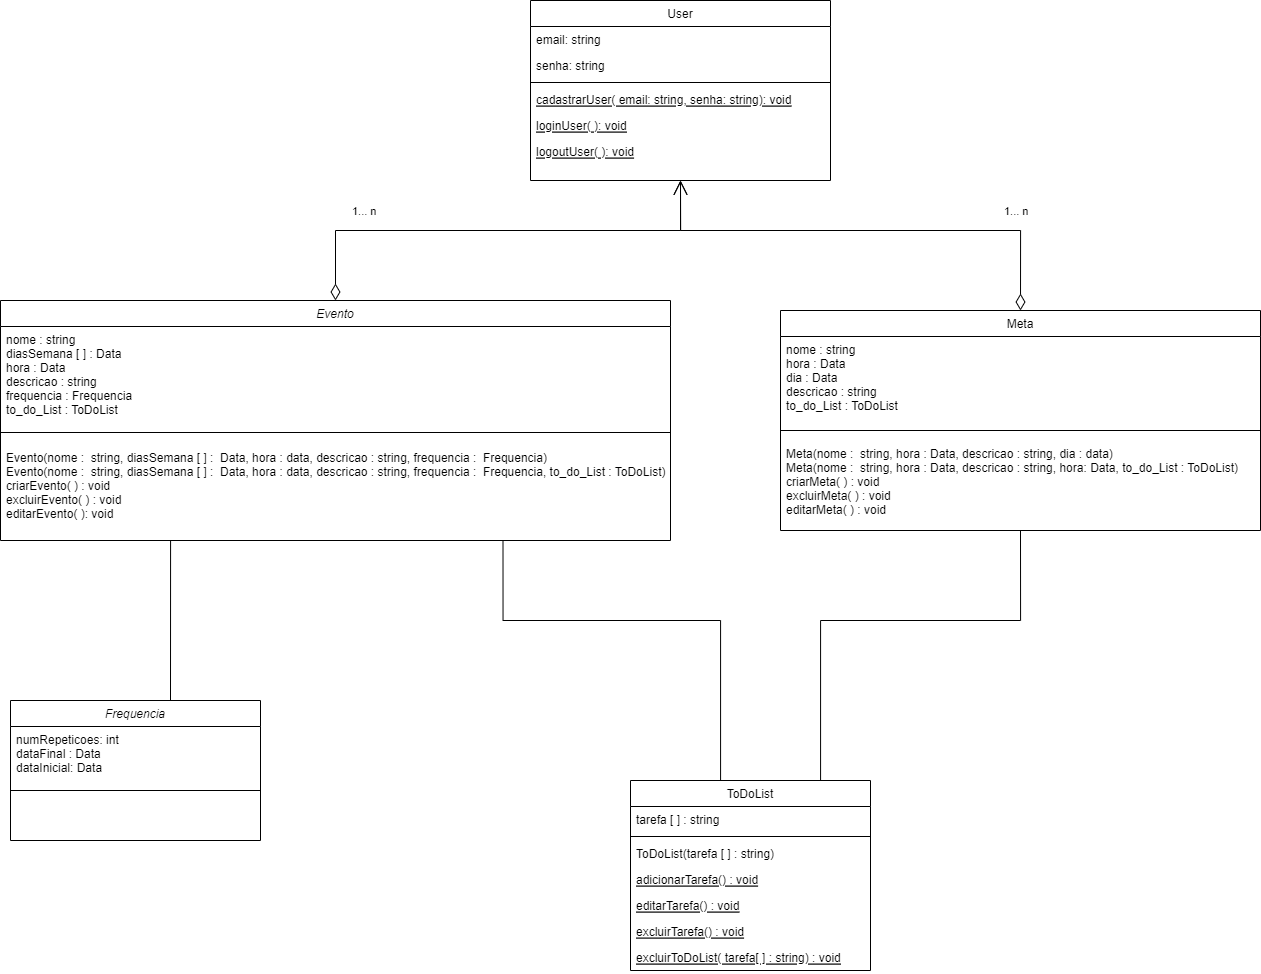 User
email: string
senha: string
cadastrarUser( email: string, senha: string): void
loginUser( ): void
logoutUser( ): void
1... n
1... n
Evento
nome : string
diasSemana [ ] : Data
hora : Data
descricao : string
frequencia : Frequencia
to_do_List : ToDoList
Evento(nome :  string, diasSemana [ ] :  Data, hora : data, descricao : string, frequencia :  Frequencia)
Evento(nome :  string, diasSemana [ ] :  Data, hora : data, descricao : string, frequencia :  Frequencia, to_do_List : ToDoList)
criarEvento( ) : void
excluirEvento( ) : void
editarEvento( ): void
Meta
nome : string
hora : Data
dia : Data
descricao : string
to_do_List : ToDoList
Meta(nome :  string, hora : Data, descricao : string, dia : data)
Meta(nome :  string, hora : Data, descricao : string, hora: Data, to_do_List : ToDoList)
criarMeta( ) : void
excluirMeta( ) : void
editarMeta( ) : void
Frequencia
numRepeticoes: int
dataFinal : Data
dataInicial: Data
ToDoList
tarefa [ ] : string
ToDoList(tarefa [ ] : string)
adicionarTarefa() : void
editarTarefa() : void
excluirTarefa() : void
excluirToDoList( tarefa[ ] : string) : void